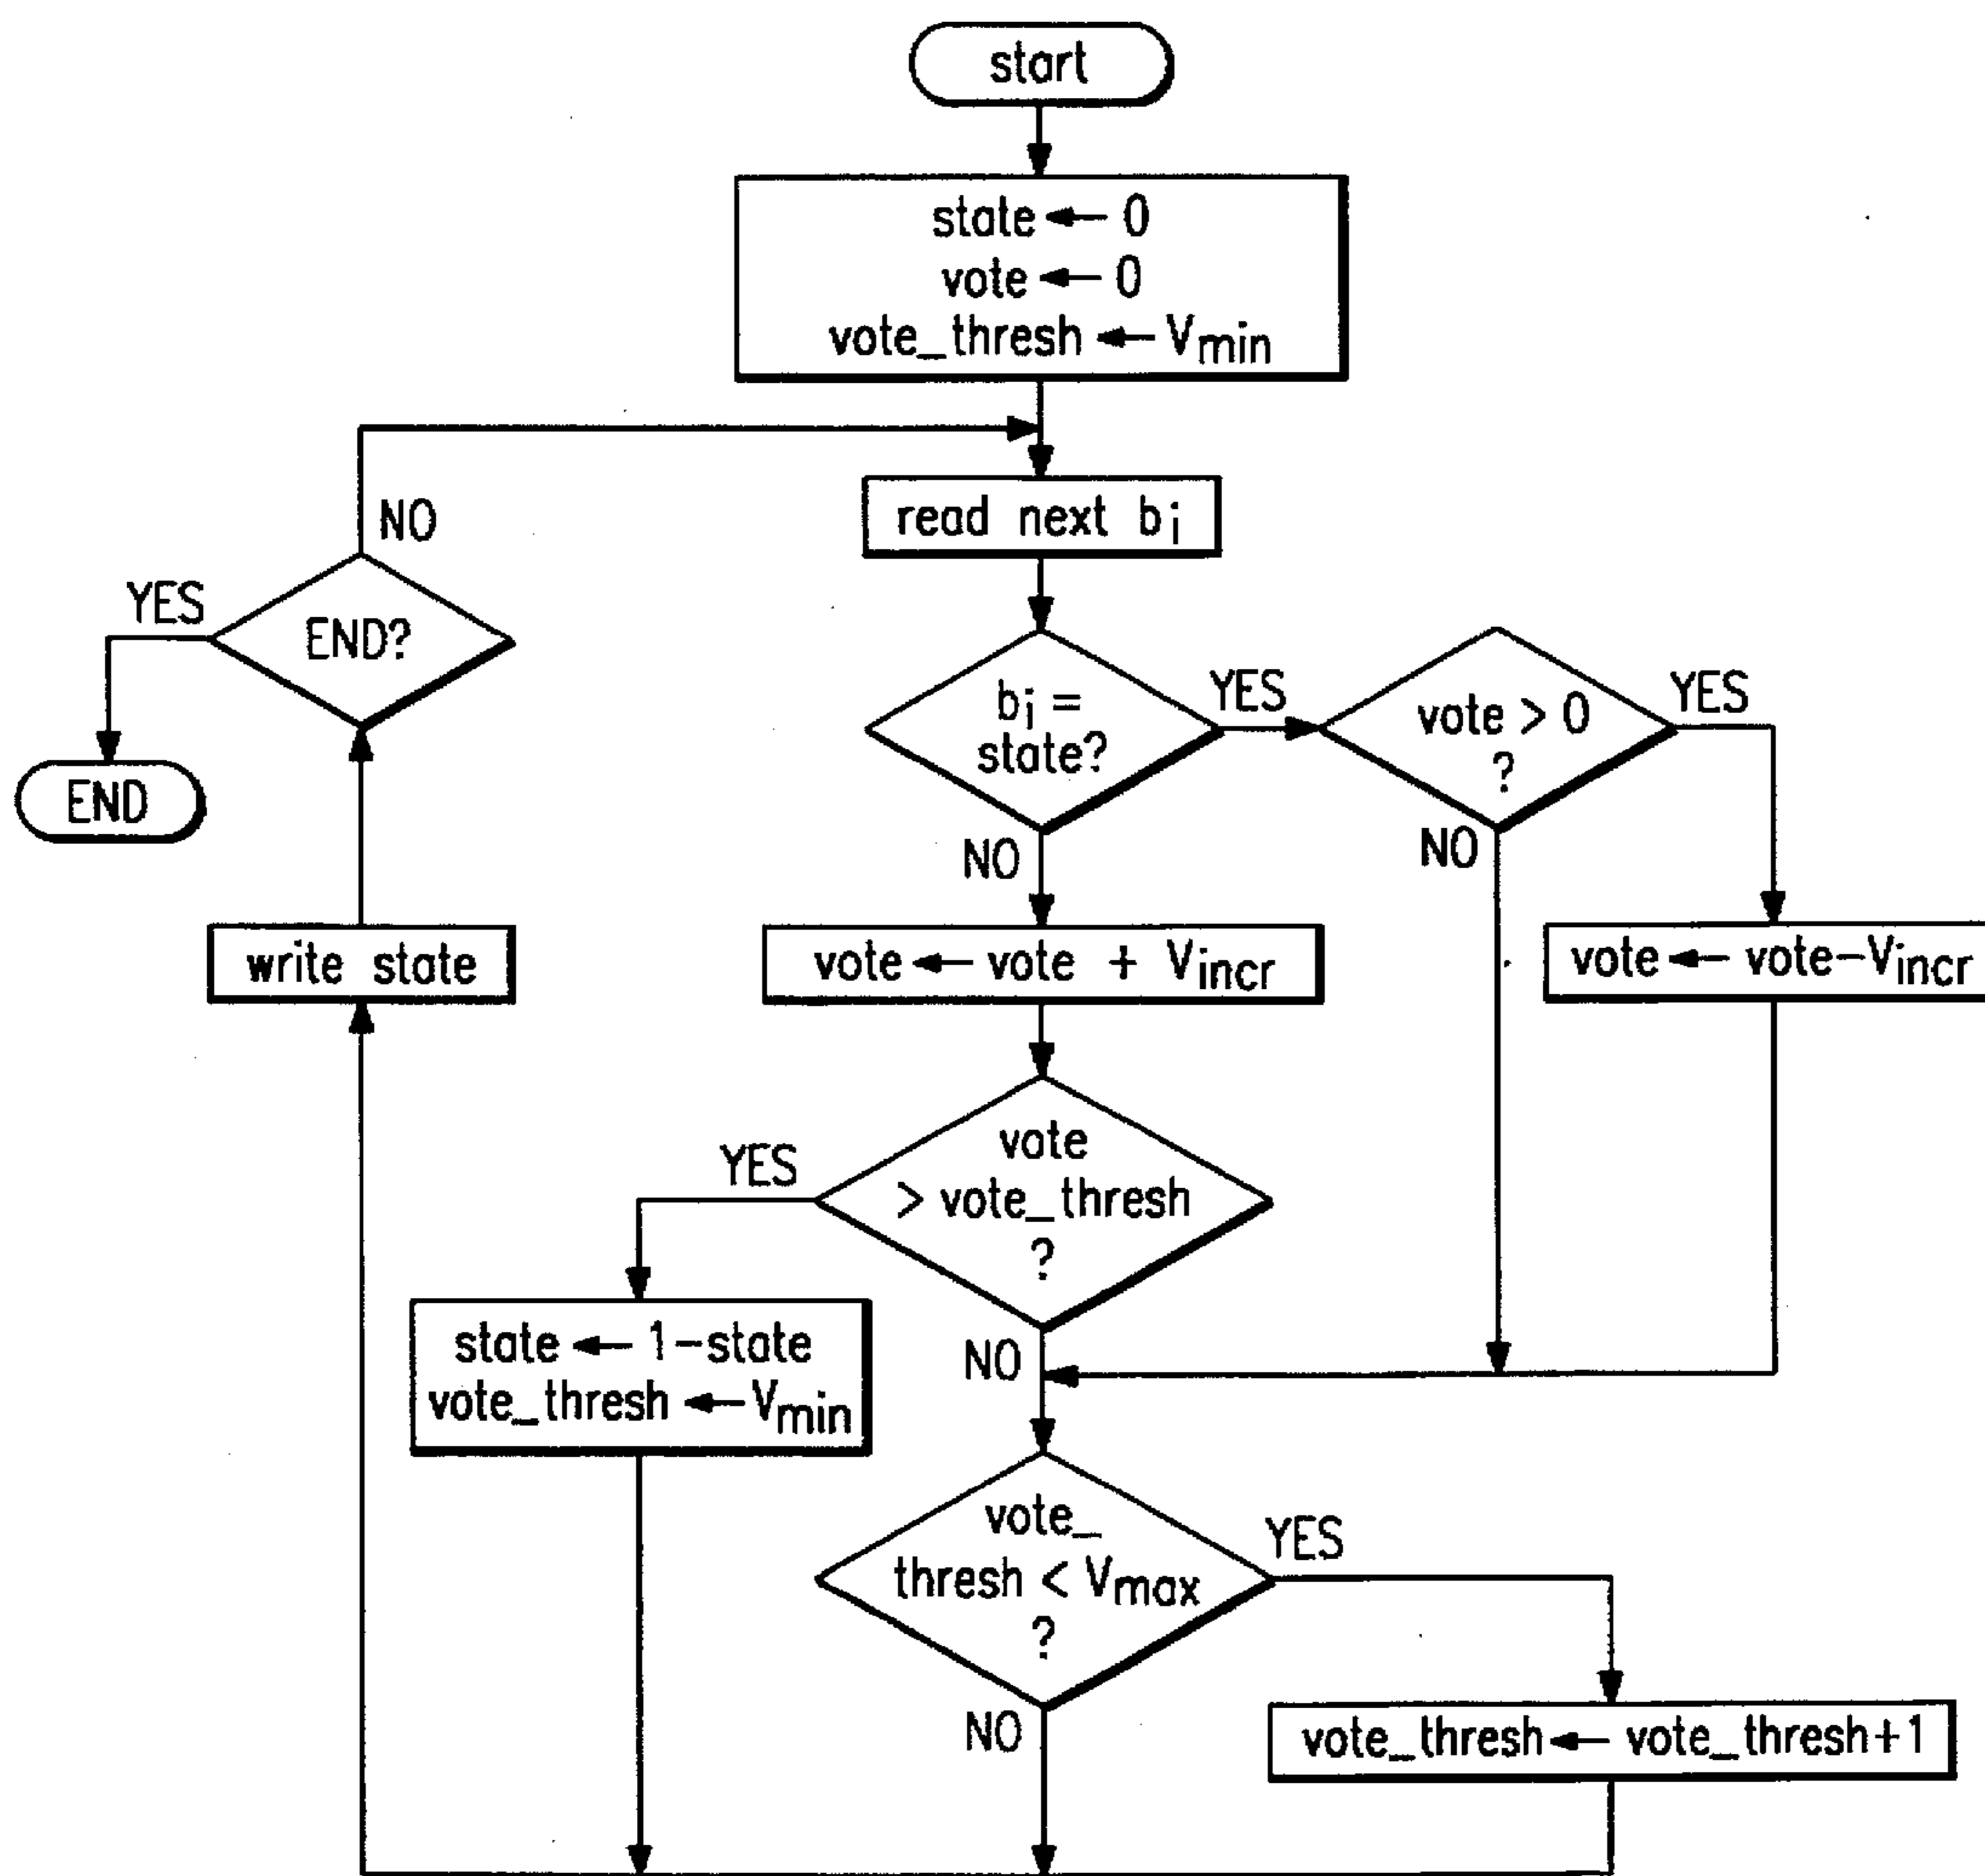 start
state ← 0
vote ← 0
vote_thresh ← Vmin
read next bi
NO
YES
END?
END
bi =
state?
YES
NO
vote > 0
?
YES
NO
write state
vote ← vote + Vincr
vote ← vote-Vincr
vote
> vote_thresh
?
YES
NO
state ← 1-state
vote_thresh ← Vmin
vote_
thresh < Vmax
?
YES
NO
vote_thresh ← vote_thresh+1